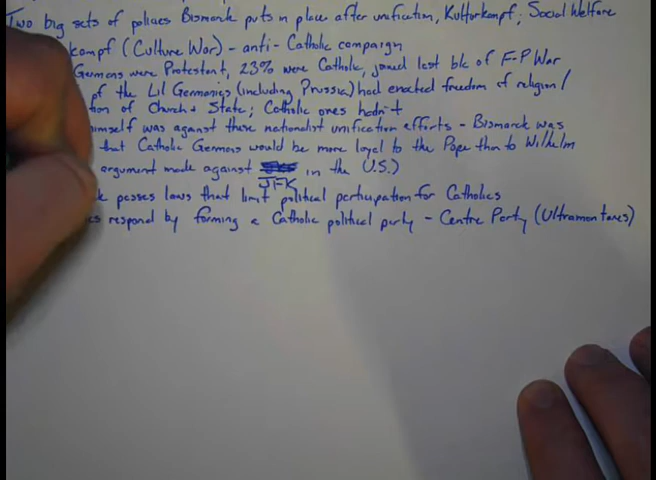 Two big sets of policies Bismark puts in place after unification, Kulturkampf; Social Welfare
kampf (Culture War) - anti-Catholic campaign
Germans were Protestant, 23% were Catholic, joined last b/c of F-P War
of the Lil Germanies (including Prussia) had enacted freedom of religion/
tion of Church & State; Catholic ones hadn't
himself was against these nationalist unification efforts - Bismarck was
that Catholic Germans would be more loyal to the Pope than to Wilhelm
argument made against JFK in the U.S.)
passes laws that limit political participation for Catholics
s respond by forming a Catholic political party - Centre Party (Ultramontanes)